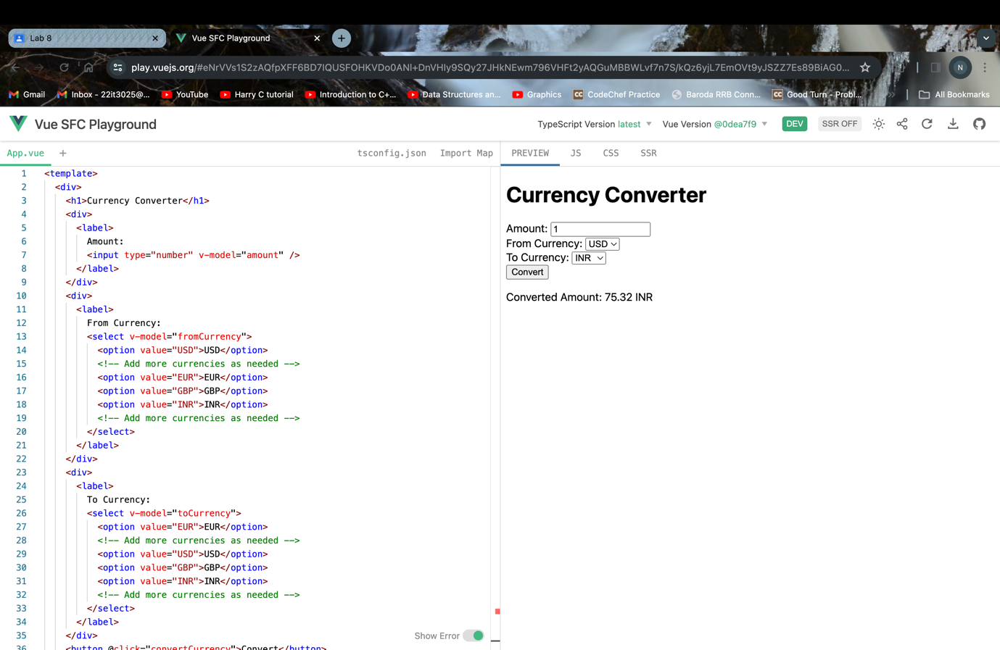 Lab 8
Vue SFC Playground
play.vuejs.org/#eNrVVs1S2zAQfpXFF6BD7IQUSFOHKVDo0ANl+DnVHIy9SQy27JHkNEwm796VHFt2yAQGuMBBWLvf7n7S/kQz6yjL7EmOVt9yJSZZ7Es89BiAG0...
N
Gmail
Inbox - 22it3025@...
YouTube
Harry C tutorial
Introduction to C+...
Data Structures an...
Graphics
CodeChef Practice
Baroda RRB Conn...
Good Turn - Probl...
All Bookmarks
Vue SFC Playground
TypeScript Version latest
Vue Version @0dea7f9
DEV
SSR OFF
App.vue
tsconfig.json
Import Map
PREVIEW
JS
CSS
SSR
1 <template>
2 <div>
3 <h1>Currency Converter</h1>
4 <div>
5 <label>
6 Amount:
7 <input type="number" v-model="amount" />
8 </label>
9 </div>
10 <div>
11 <label>
12 From Currency:
13 <select v-model="fromCurrency">
14 <option value="USD">USD</option>
15 <!-- Add more currencies as needed -->
16 <option value="EUR">EUR</option>
17 <option value="GBP">GBP</option>
18 <option value="INR">INR</option>
19 <!-- Add more currencies as needed -->
20 </select>
21 </label>
22 </div>
23 <div>
24 <label>
25 To Currency:
26 <select v-model="toCurrency">
27 <option value="EUR">EUR</option>
28 <!-- Add more currencies as needed -->
29 <option value="USD">USD</option>
30 <option value="GBP">GBP</option>
31 <option value="INR">INR</option>
32 <!-- Add more currencies as needed -->
33 </select>
34 </label>
35 </div>
36 <button @click="convertCurrency">Convert</button>
Show Error
Currency Converter
Amount: 1
From Currency: USD
To Currency: INR
Convert
Converted Amount: 75.32 INR